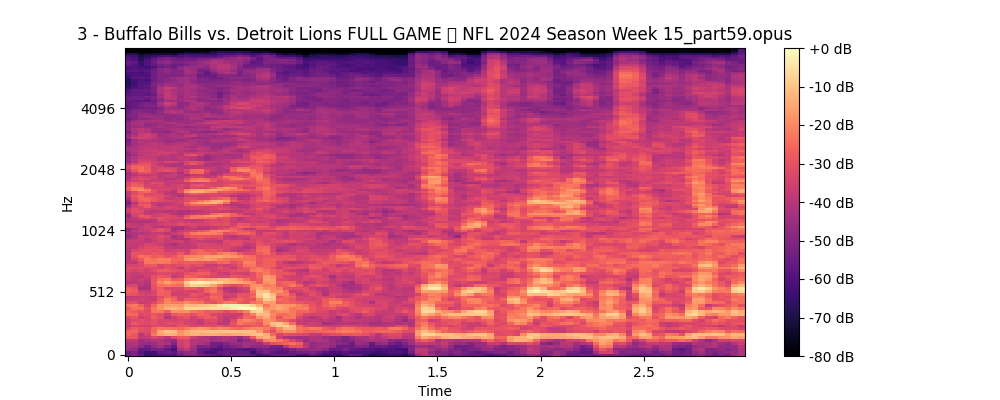 3 - Buffalo Bills vs. Detroit Lions FULL GAME ▯ NFL 2024 Season Week 15_part59.opus
+0 dB
4096
-10 dB
-20 dB
2048
-30 dB
Hz
1024
-40 dB
-50 dB
512
-60 dB
-70 dB
0
-80 dB
0 0.5 1 1.5 2 2.5
Time